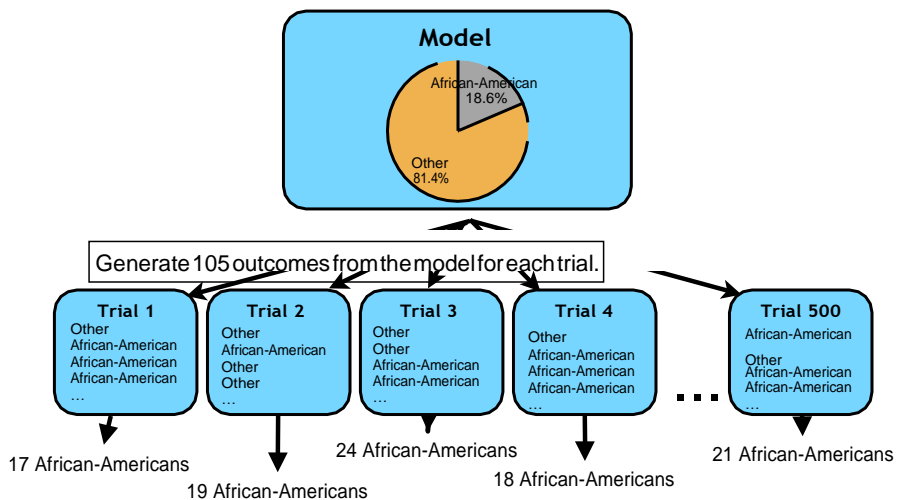 Model
African-American
18.6%
Other
81.4%
Generate 105 outcomes from the model for each trial.
Trial 1
Other
African-American
African-American
African-American
...
17 African-Americans
Trial 2
Other
African-American
Other
Other
...
19 African-Americans
Trial 3
Other
Other
African-American
African-American
...
24 African-Americans
Trial 4
Other
African-American
African-American
African-American
...
18 African-Americans
...
Trial 500
African-American
Other
African-American
African-American
...
21 African-Americans